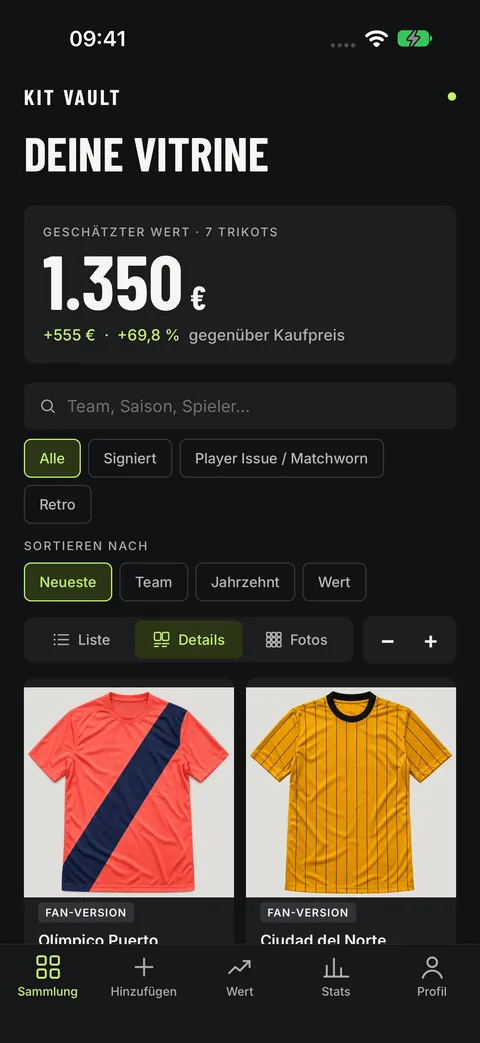 09:41
KIT VAULT
DEINE VITRINE
GESCHÄTZTER WERT · 7 TRIKOTS
1.350 €
+555 € · +69,8 % gegenüber Kaufpreis
Team, Saison, Spieler...
Alle Signiert Player Issue / Matchworn
Retro
SORTIEREN NACH
Neueste Team Jahrzehnt Wert
Liste Details Fotos − +
FAN-VERSION FAN-VERSION
Olímpico Puerto Ciudad del Norte
Sammlung Hinzufügen Wert Stats Profil